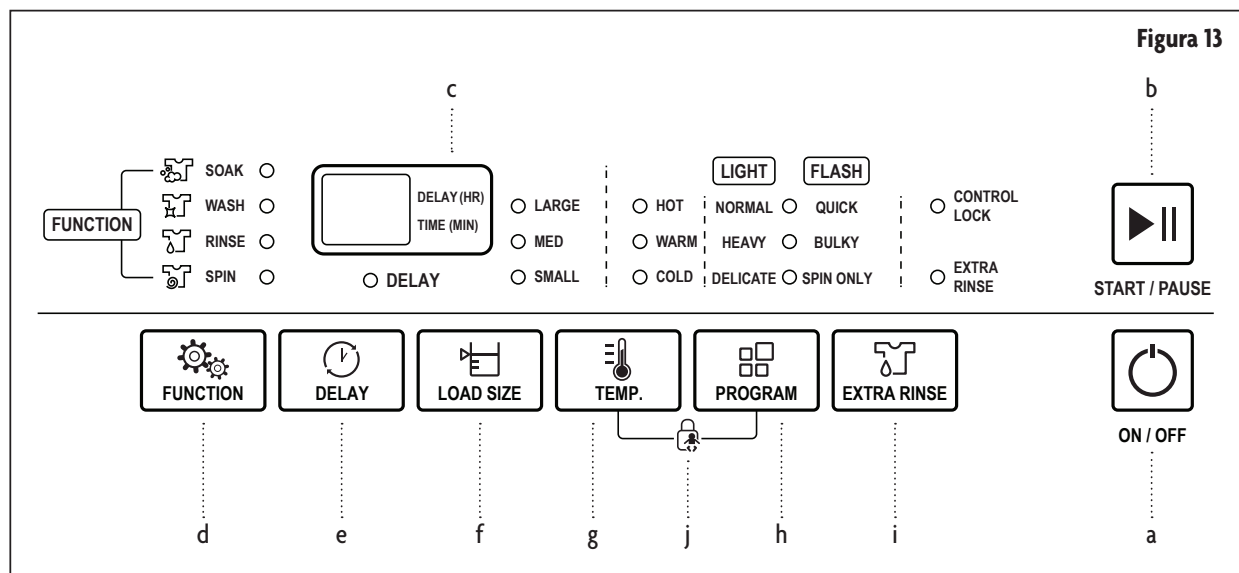 Figura 13
c
b
SOAK
WASH
RINSE
SPIN
FUNCTION
DELAY (HR)
TIME (MIN)
DELAY
LARGE
MED
SMALL
HOT
WARM
COLD
LIGHT FLASH
NORMAL QUICK
HEAVY BULKY
DELICATE SPIN ONLY
CONTROL
LOCK
EXTRA
RINSE
START / PAUSE
FUNCTION
DELAY
LOAD SIZE
TEMP.
PROGRAM
EXTRA RINSE
ON / OFF
d
e
f
g
j
h
i
a